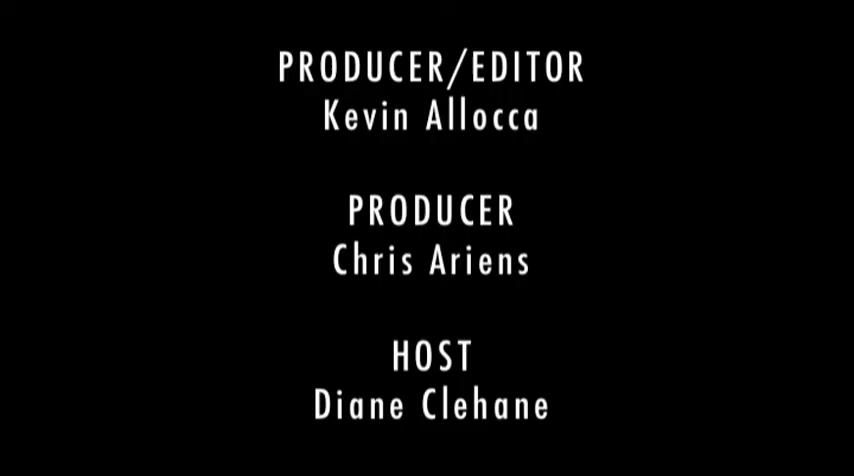 PRODUCER/EDITOR
Kevin Allocca
PRODUCER
Chris Ariens
HOST
Diane Clehane